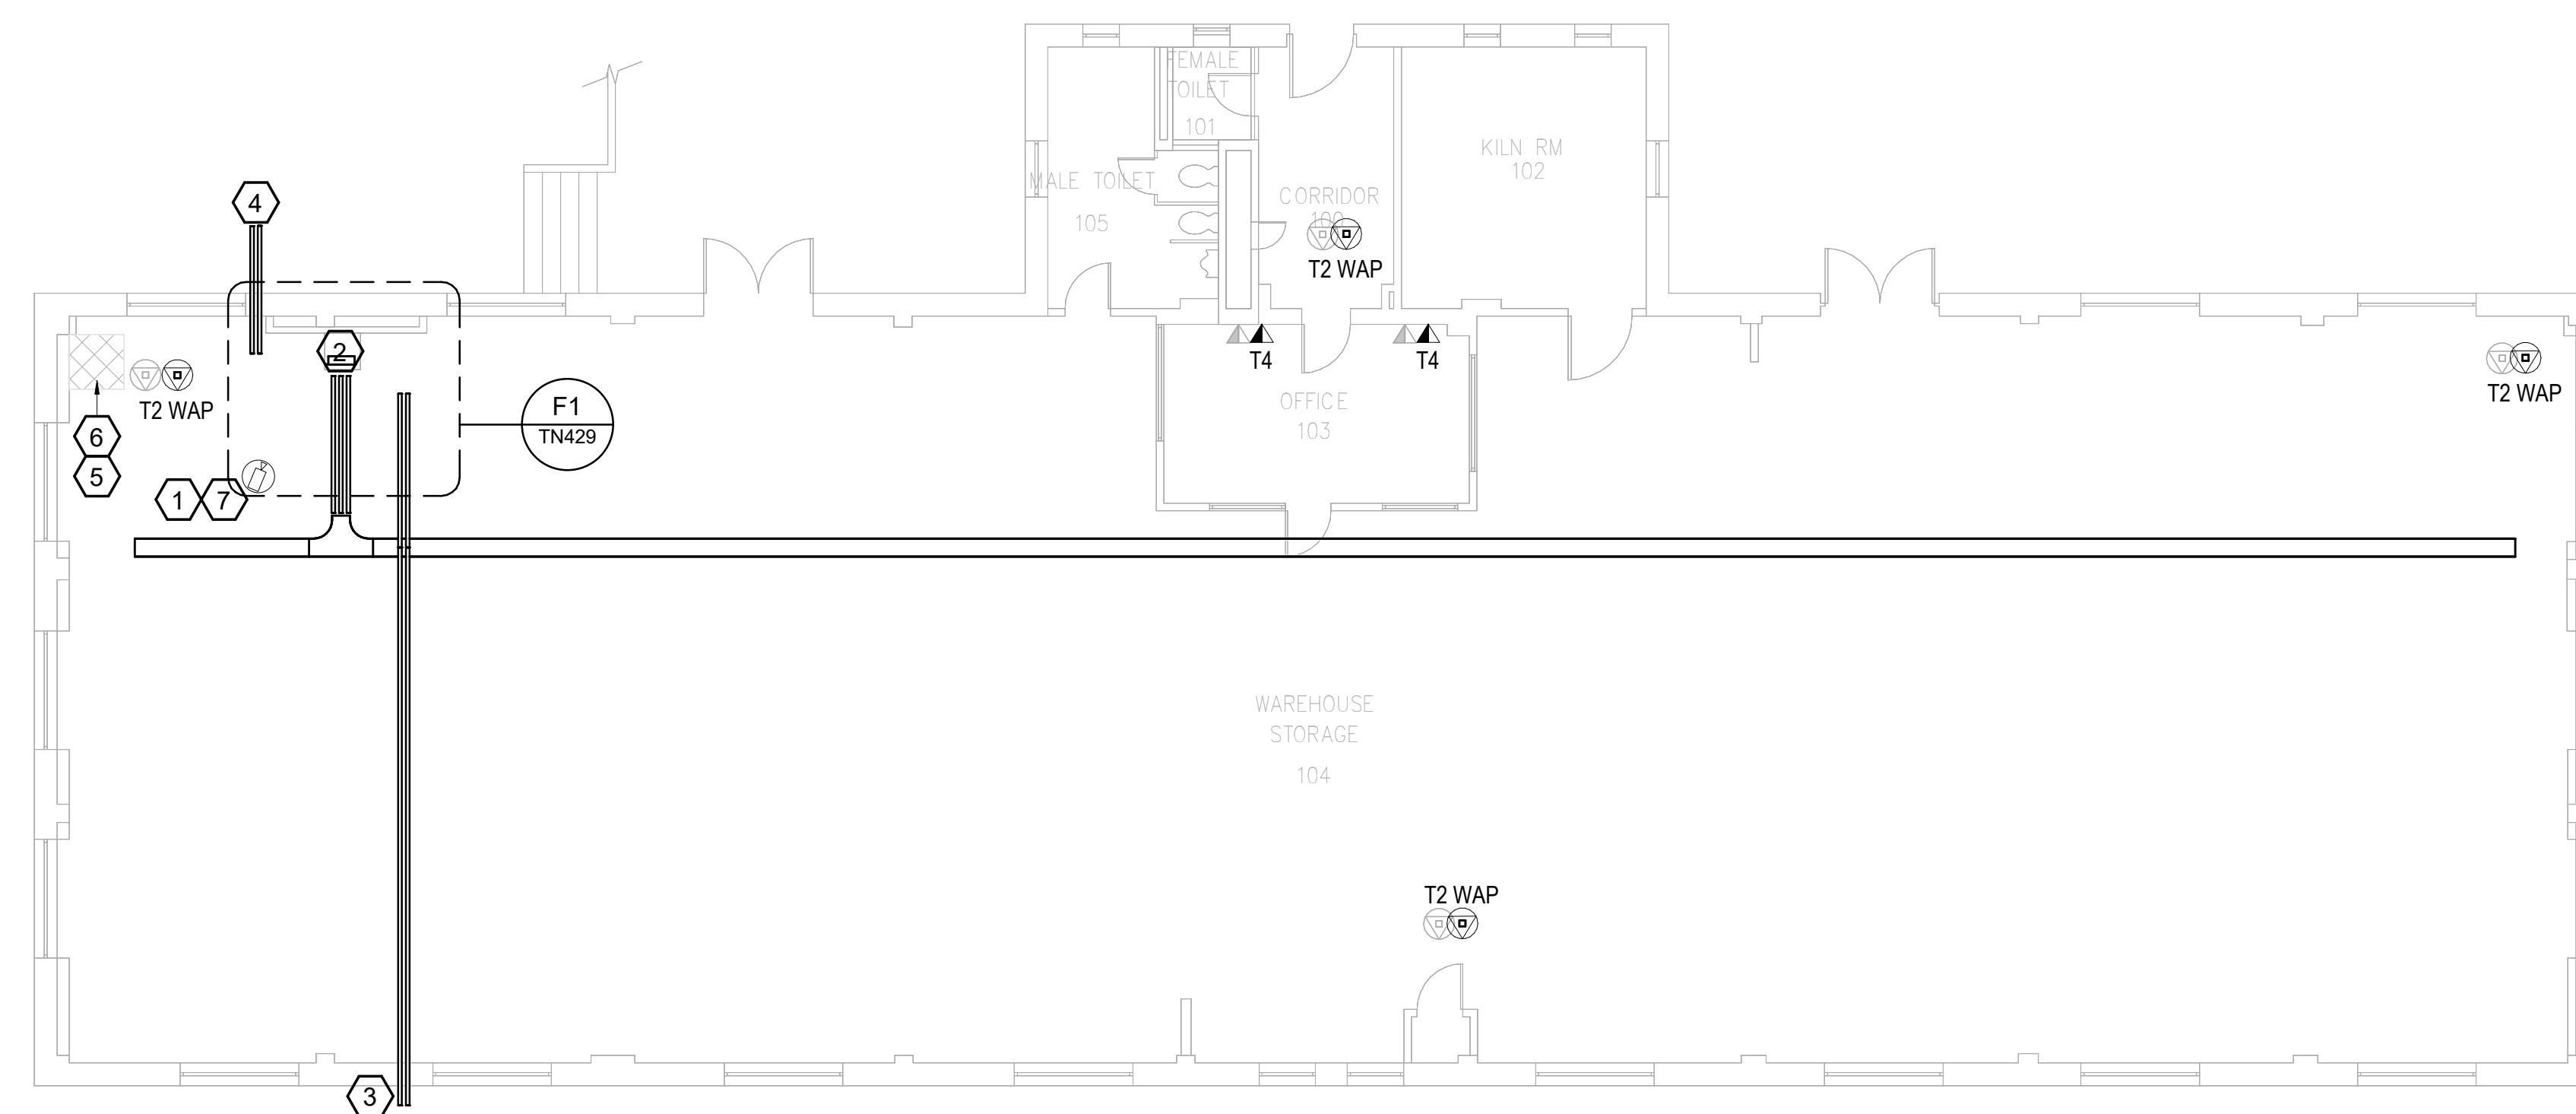 FEMALE
TOILET
101
MALE TOILET
105
CORRIDOR
100
T2 WAP
KILN RM
102
4
2
T2 WAP
6
5
1
7
F1
TN429
T4
T4
OFFICE
103
T2 WAP
WAREHOUSE
STORAGE
104
T2 WAP
3